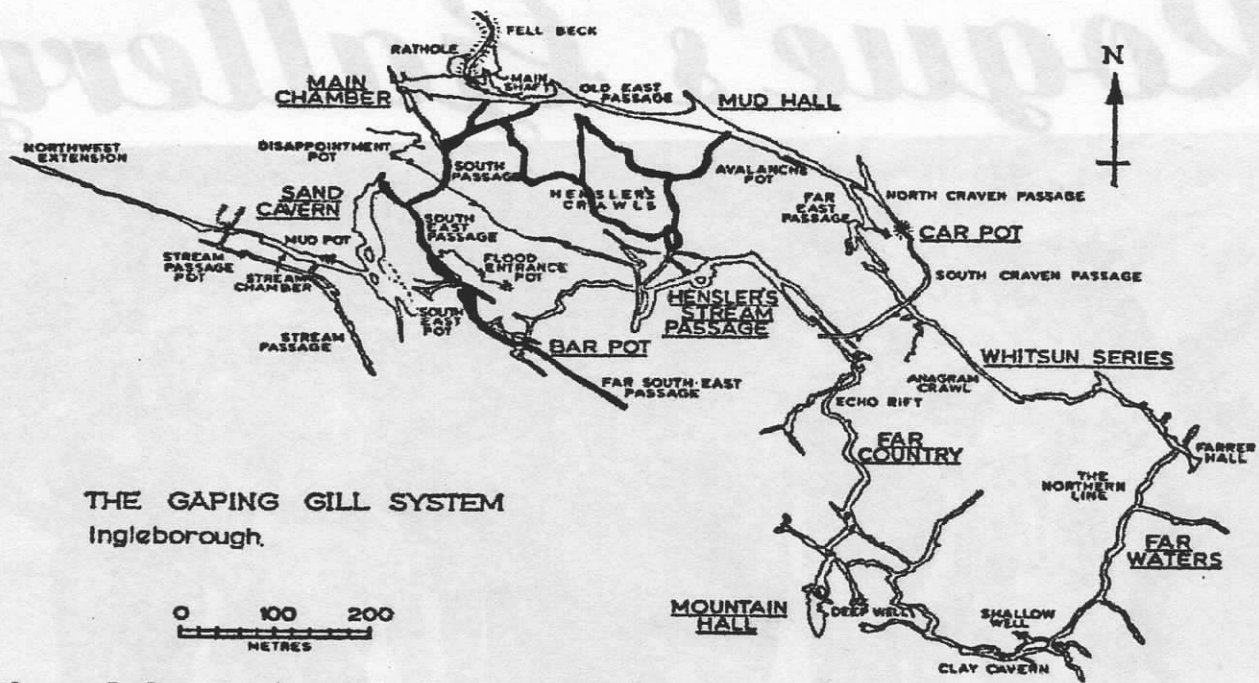 FELL BECK
RATHOLE
MAIN
CHAMBER
MAIN
SHAFT
OLD EAST
PASSAGE
MUD HALL
N
NORTHWEST
EXTENSION
DISAPPOINTMENT
POT
SOUTH
PASSAGE
HENSLER'S
CRAWLS
AVALANCHE
POT
SAND
CAVERN
FAR
EAST
PASSAGE
NORTH CRAVEN PASSAGE
CAR POT
MUD POT
SOUTH
EAST
PASSAGE
FLOOD
ENTRANCE
POT
STREAM
PASSAGE
POT
STREAM
CHAMBER
SOUTH CRAVEN PASSAGE
HENSLER'S
STREAM
PASSAGE
SOUTH
EAST
POT
STREAM
PASSAGE
BAR POT
WHITSUN SERIES
FAR SOUTH-EAST
PASSAGE
ANAGRAM
CRAWL
ECHO RIFT
FAR
COUNTRY
FARRER
HALL
THE
NORTHERN
LINE
THE GAPING GILL SYSTEM
Ingleborough.
FAR
WATERS
0 100 200
METRES
MOUNTAIN
HALL
DEEP WELL
SHALLOW
WELL
CLAY CAVERN